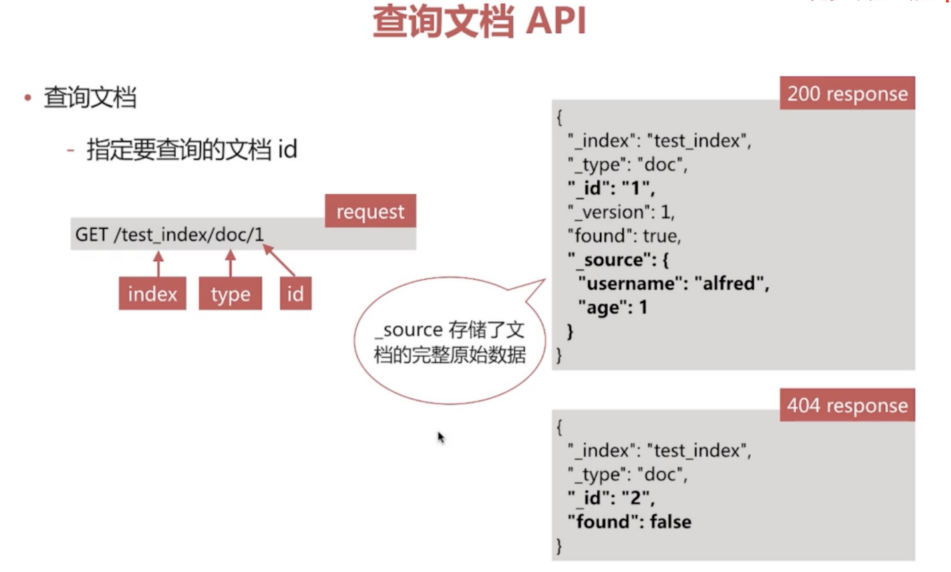 查询文档 API
• 查询文档
- 指定要查询的文档 id
request
GET /test_index/doc/1
index
type
id
_source 存储了文
档的完整原始数据
200 response
{
"_index": "test_index",
"_type": "doc",
"_id": "1",
"_version": 1,
"found": true,
"_source": {
"username": "alfred",
"age": 1
}
}
404 response
{
"_index": "test_index",
"_type": "doc",
"_id": "2",
"found": false
}